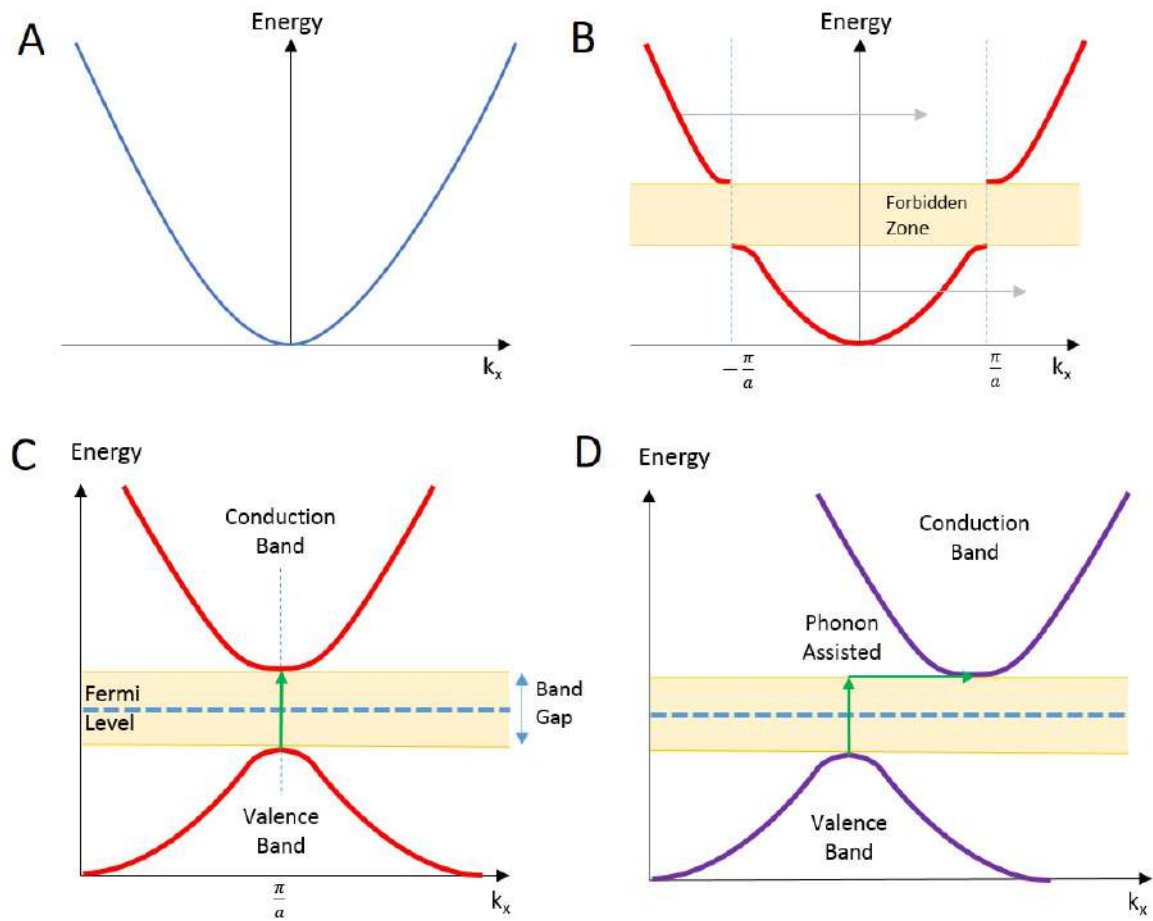 A
Energy
kx
B
Energy
Forbidden
Zone
kx
−π/a
π/a
C
Energy
Conduction
Band
Fermi
Level
Band
Gap
Valence
Band
π/a
kx
D
Energy
Conduction
Band
Phonon
Assisted
Valence
Band
kx